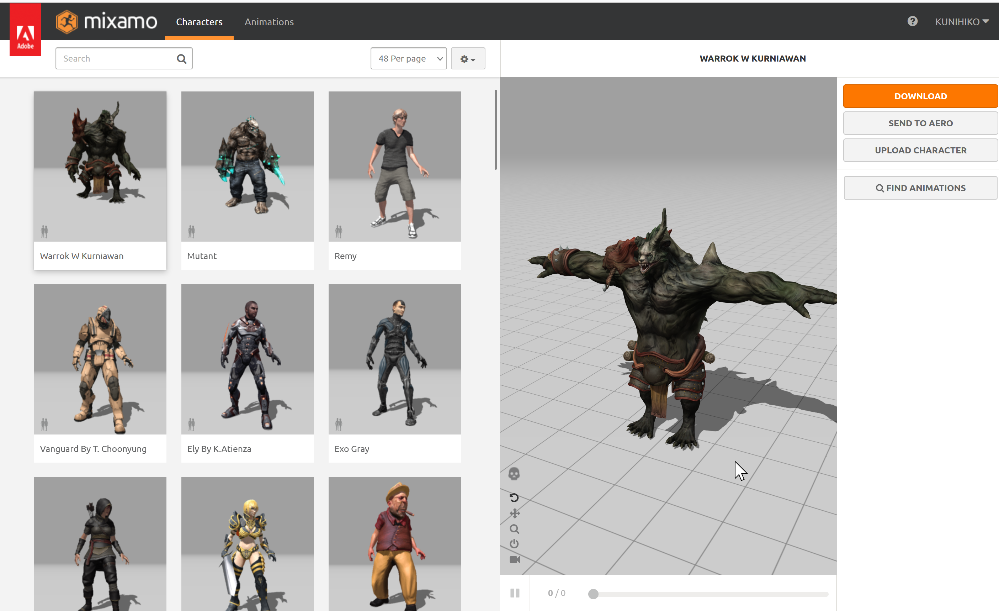 Adobe
mixamo
Characters
Animations
KUNIHIKO
Search
48 Per page
WARROK W KURNIAWAN
DOWNLOAD
SEND TO AERO
UPLOAD CHARACTER
FIND ANIMATIONS
Warrok W Kurniawan
Mutant
Remy
Vanguard By T. Choonyung
Ely By K.Atienza
Exo Gray
0 / 0